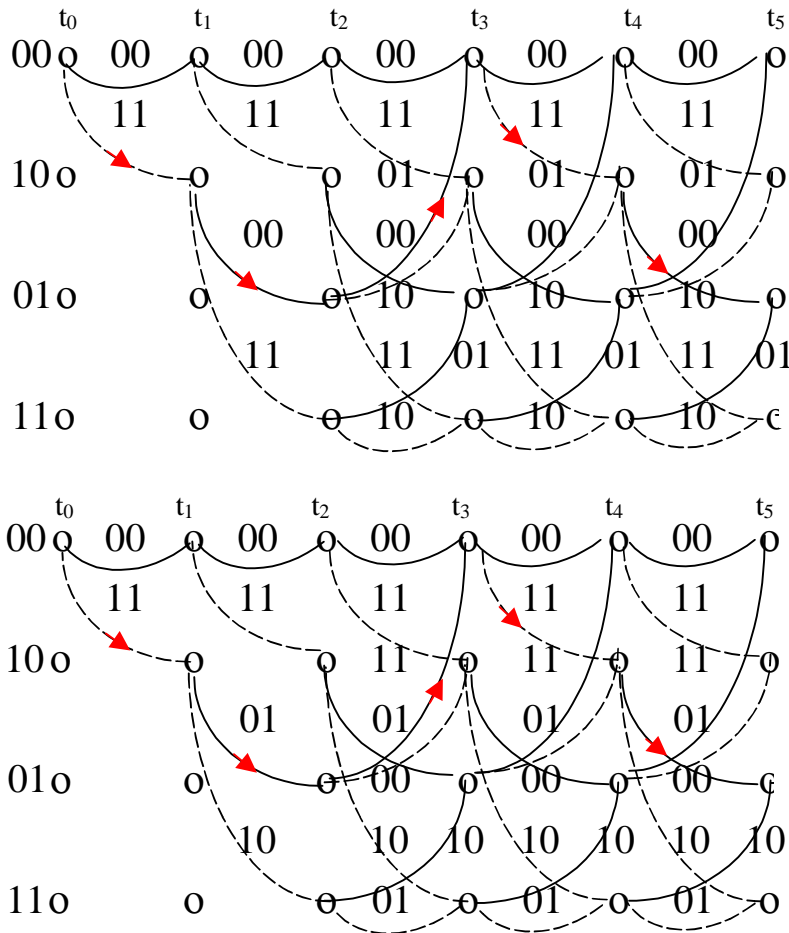 t0 t1 t2 t3 t4 t5
00 o 00 o 00 o 00 o 00 o 00 o
11 11 11 11 11
10 o o o 01 o 01 o 01 o
00 00 00 00
01 o o o 10 o 10 o 10 o
11 11 01 11 01 11 01
11 o o o 10 o 10 o 10 o
t0 t1 t2 t3 t4 t5
00 o 00 o 00 o 00 o 00 o 00 o
11 11 11 11 11
10 o o o 11 o 11 o 11 o
01 01 01 01
01 o o o 00 o 00 o 00 o
10 10 10 10 10 10 10
11 o o o 01 o 01 o 01 o